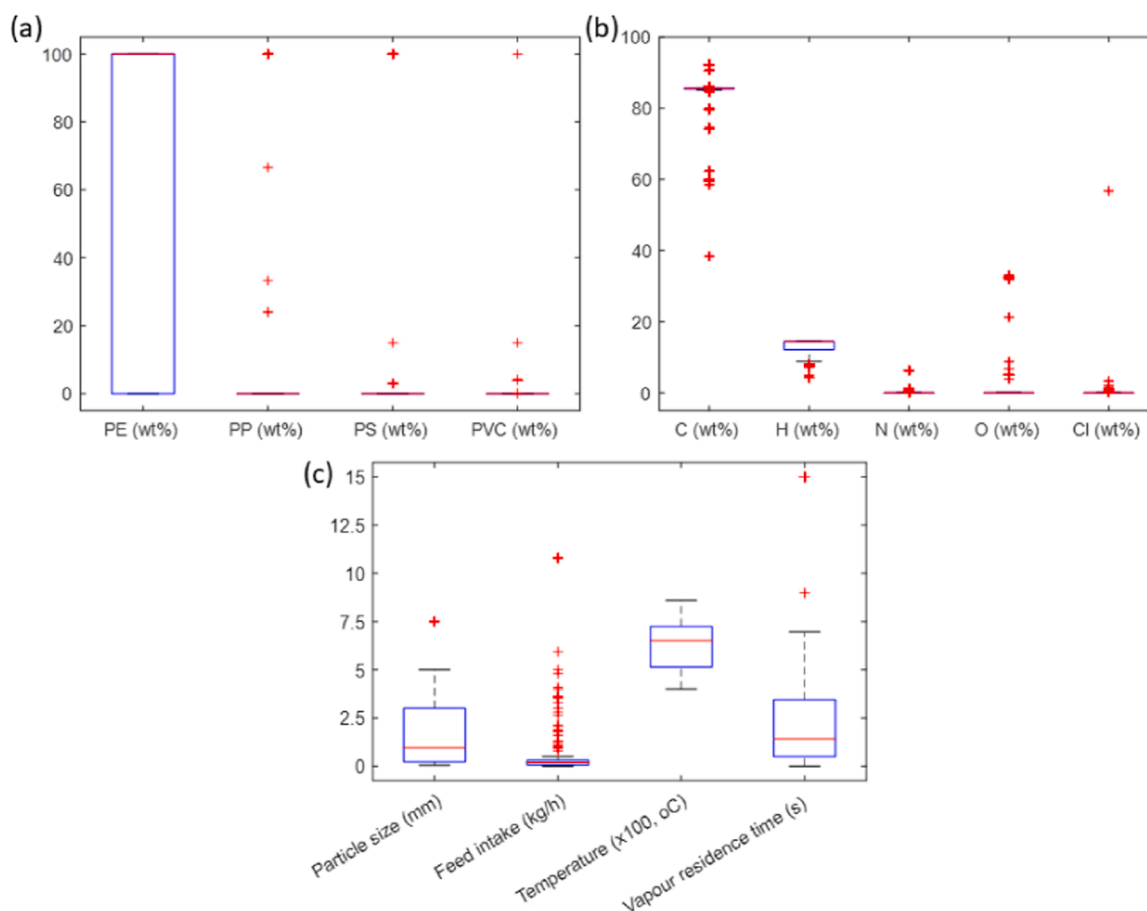 (a)
100
80
60
40
20
0
PE (wt%) PP (wt%) PS (wt%) PVC (wt%)
(b)
100
80
60
40
20
0
C (wt%) H (wt%) N (wt%) O (wt%) Cl (wt%)
(c)
15
12.5
10
7.5
5
2.5
0
Particle size (mm)
Feed intake (kg/h)
Temperature (x100, oC)
Vapour residence time (s)